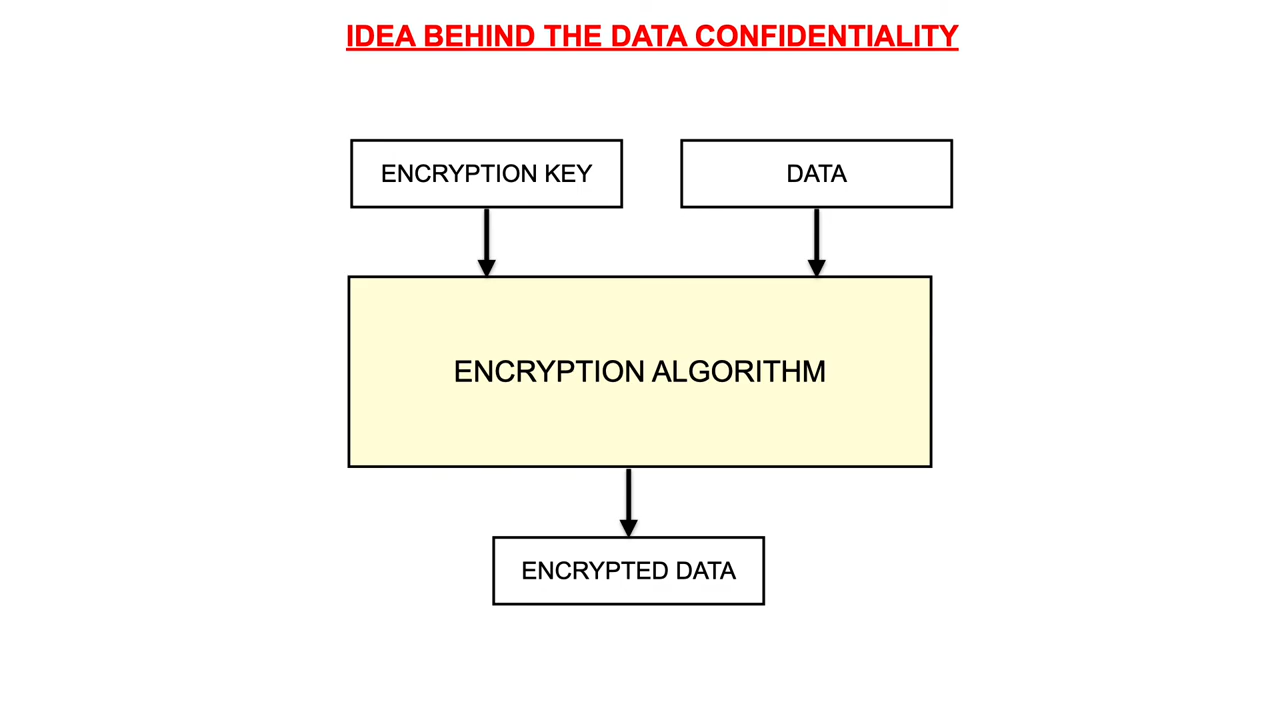 IDEA BEHIND THE DATA CONFIDENTIALITY
ENCRYPTION KEY
DATA
ENCRYPTION ALGORITHM
ENCRYPTED DATA